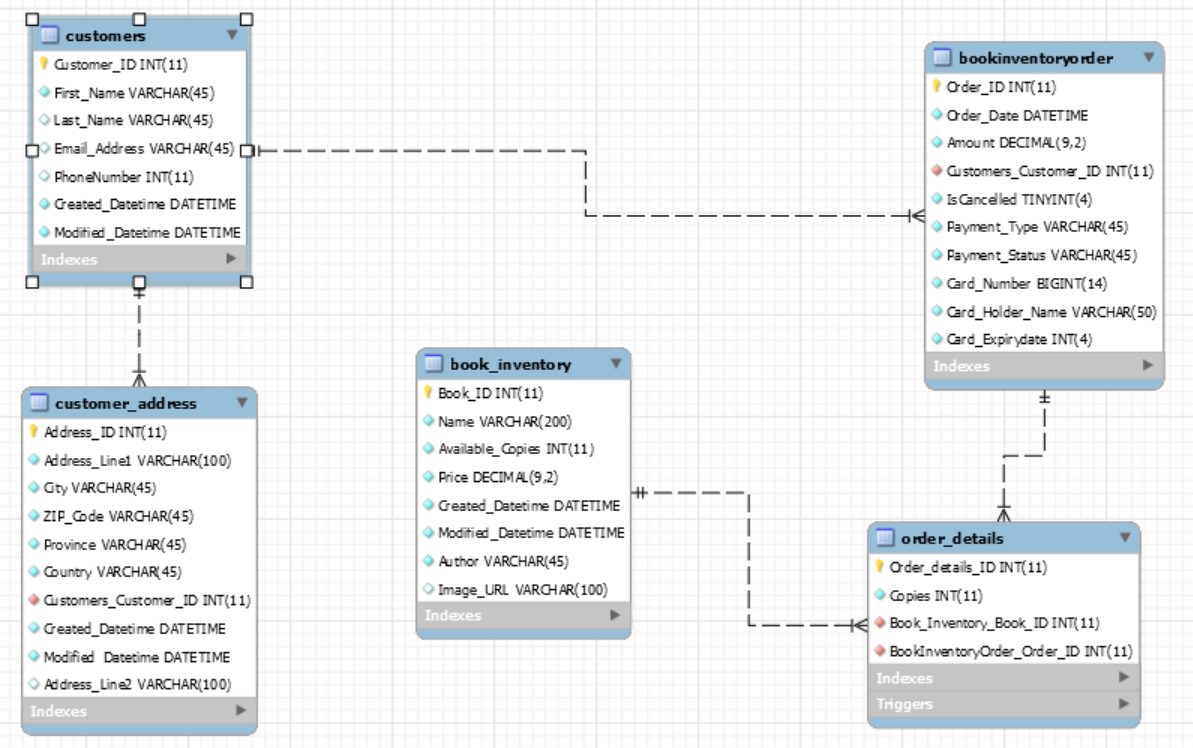 customers
Customer_ID INT(11)
First_Name VARCHAR(45)
Last_Name VARCHAR(45)
Email_Address VARCHAR(45)
PhoneNumber INT(11)
Created_Datetime DATETIME
Modified_Datetime DATETIME
Indexes
customer_address
Address_ID INT(11)
Address_Line1 VARCHAR(100)
City VARCHAR(45)
ZIP_Code VARCHAR(45)
Province VARCHAR(45)
Country VARCHAR(45)
Customers_Customer_ID INT(11)
Created_Datetime DATETIME
Modified_Datetime DATETIME
Address_Line2 VARCHAR(100)
Indexes
book_inventory
Book_ID INT(11)
Name VARCHAR(200)
Available_Copies INT(11)
Price DECIMAL(9,2)
Created_Datetime DATETIME
Modified_Datetime DATETIME
Author VARCHAR(45)
Image_URL VARCHAR(100)
Indexes
bookinventoryorder
Order_ID INT(11)
Order_Date DATETIME
Amount DECIMAL(9,2)
Customers_Customer_ID INT(11)
IsCancelled TINYINT(4)
Payment_Type VARCHAR(45)
Payment_Status VARCHAR(45)
Card_Number BIGINT(14)
Card_Holder_Name VARCHAR(50)
Card_Expirydate INT(4)
Indexes
order_details
Order_details_ID INT(11)
Copies INT(11)
Book_Inventory_Book_ID INT(11)
BookInventoryOrder_Order_ID INT(11)
Indexes
Triggers